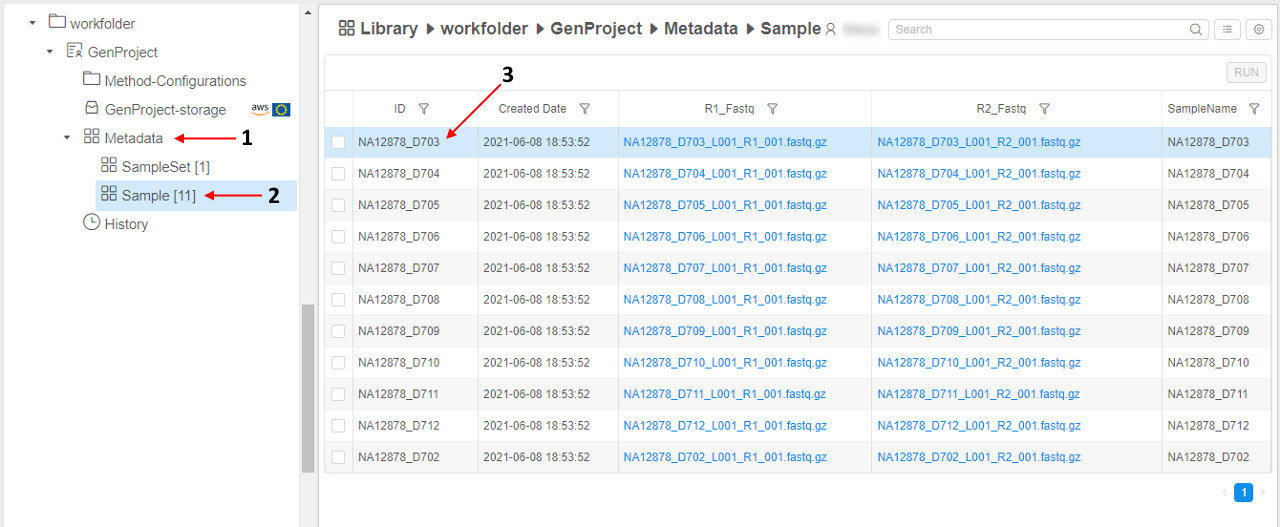 workfolder
GenProject
Method-Configurations
GenProject-storage aws
Metadata 1
SampleSet [1]
Sample [11] 2
History
Library workfolder GenProject Metadata Sample Search
RUN
3
ID Created Date R1_Fastq R2_Fastq SampleName
NA12878_D703 2021-06-08 18:53:52 NA12878_D703_L001_R1_001.fastq.gz NA12878_D703_L001_R2_001.fastq.gz NA12878_D703
NA12878_D704 2021-06-08 18:53:52 NA12878_D704_L001_R1_001.fastq.gz NA12878_D704_L001_R2_001.fastq.gz NA12878_D704
NA12878_D705 2021-06-08 18:53:52 NA12878_D705_L001_R1_001.fastq.gz NA12878_D705_L001_R2_001.fastq.gz NA12878_D705
NA12878_D706 2021-06-08 18:53:52 NA12878_D706_L001_R1_001.fastq.gz NA12878_D706_L001_R2_001.fastq.gz NA12878_D706
NA12878_D707 2021-06-08 18:53:52 NA12878_D707_L001_R1_001.fastq.gz NA12878_D707_L001_R2_001.fastq.gz NA12878_D707
NA12878_D708 2021-06-08 18:53:52 NA12878_D708_L001_R1_001.fastq.gz NA12878_D708_L001_R2_001.fastq.gz NA12878_D708
NA12878_D709 2021-06-08 18:53:52 NA12878_D709_L001_R1_001.fastq.gz NA12878_D709_L001_R2_001.fastq.gz NA12878_D709
NA12878_D710 2021-06-08 18:53:52 NA12878_D710_L001_R1_001.fastq.gz NA12878_D710_L001_R2_001.fastq.gz NA12878_D710
NA12878_D711 2021-06-08 18:53:52 NA12878_D711_L001_R1_001.fastq.gz NA12878_D711_L001_R2_001.fastq.gz NA12878_D711
NA12878_D712 2021-06-08 18:53:52 NA12878_D712_L001_R1_001.fastq.gz NA12878_D712_L001_R2_001.fastq.gz NA12878_D712
NA12878_D702 2021-06-08 18:53:52 NA12878_D702_L001_R1_001.fastq.gz NA12878_D702_L001_R2_001.fastq.gz NA12878_D702
1